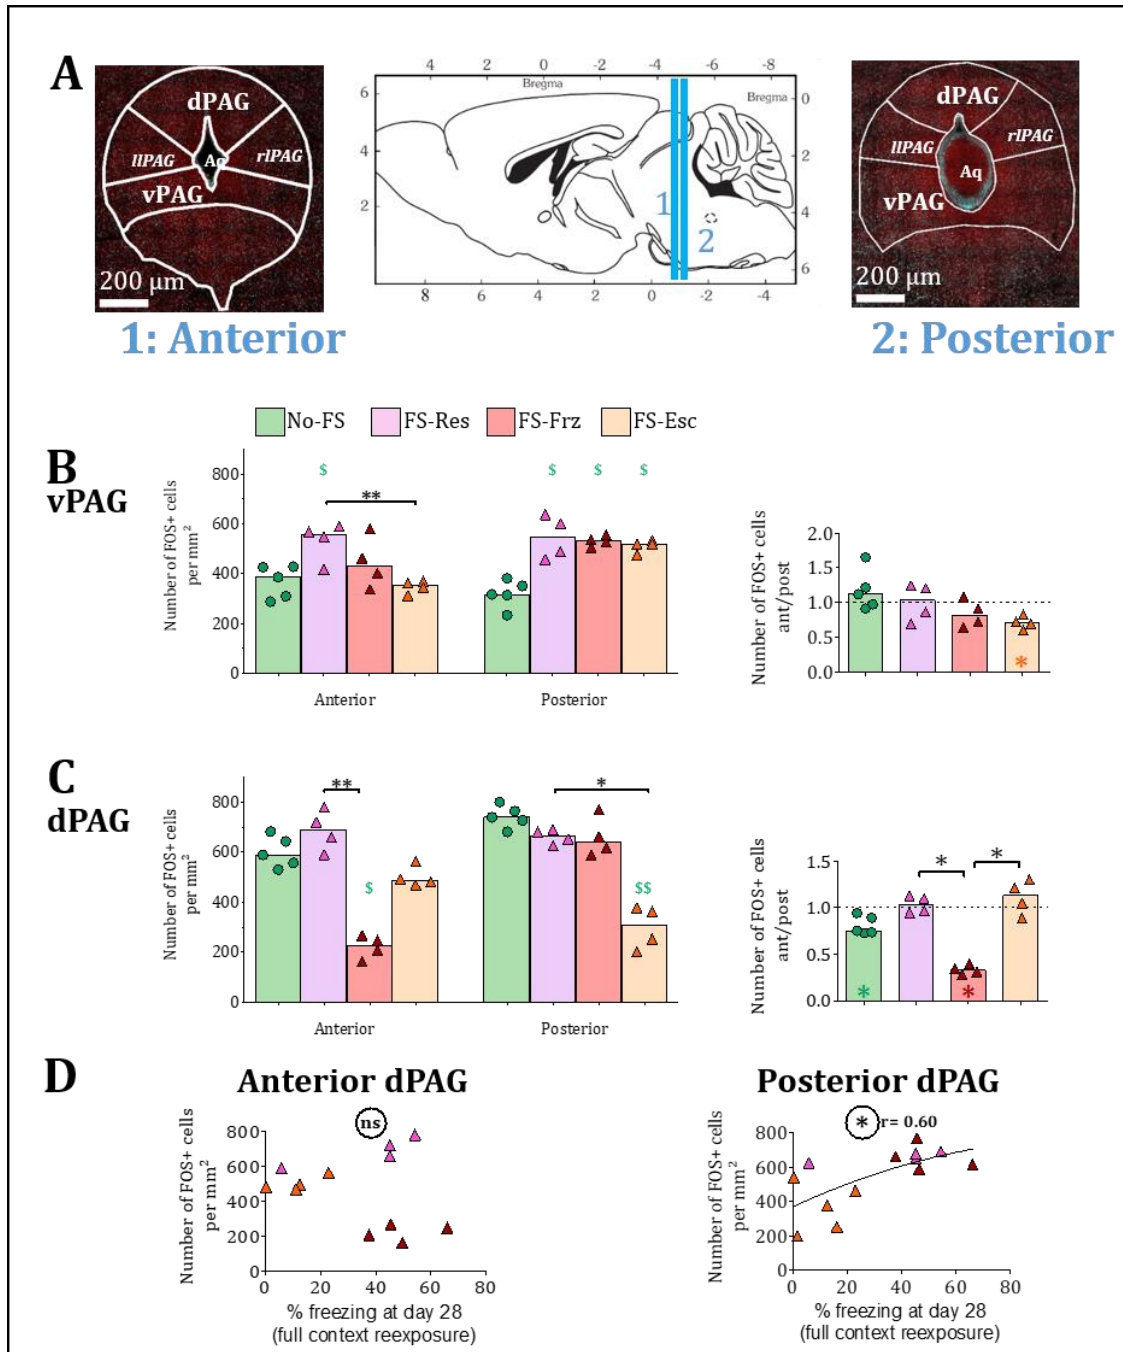 A
dPAG
llPAG
Aq
rlPAG
vPAG
200 µm
1: Anterior
4 2 0 -2 -4 -6 -8
Bregma
Bregma
6
4
2
0
2
4
6
1
2
8 6 4 2 0 -2 -4
dPAG
llPAG
rlPAG
Aq
vPAG
200 µm
2: Posterior
No-FS FS-Res FS-Frz FS-Esc
B
vPAG
Number of FOS+ cells
per mm²
800
600
400
200
0
$
**
$ $ $
Anterior Posterior
Number of FOS+ cells
ant/post
2.0
1.5
1.0
0.5
0.0
*
C
dPAG
Number of FOS+ cells
per mm²
800
600
400
200
0
**
$
*
$$
Anterior Posterior
Number of FOS+ cells
ant/post
1.5
1.0
0.5
0.0
* *
* *
D
Anterior dPAG
ns
Number of FOS+ cells
per mm²
800
600
400
200
0
0 20 40 60 80
% freezing at day 28
(full context reexposure)
Posterior dPAG
* r= 0.60
Number of FOS+ cells
per mm²
800
600
400
200
0
0 20 40 60 80
% freezing at day 28
(full context reexposure)